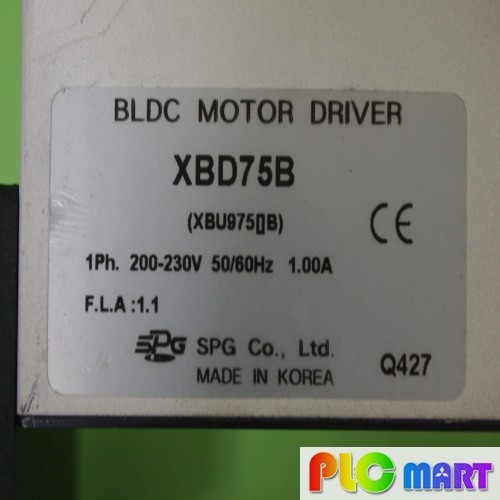 BLDC MOTOR DRIVER
XBD75B
(XBU975▯B)
1Ph. 200-230V 50/60Hz 1.00A
F.L.A :1.1
CE
SPG SPG Co., Ltd.
MADE IN KOREA
Q427
PLC MART